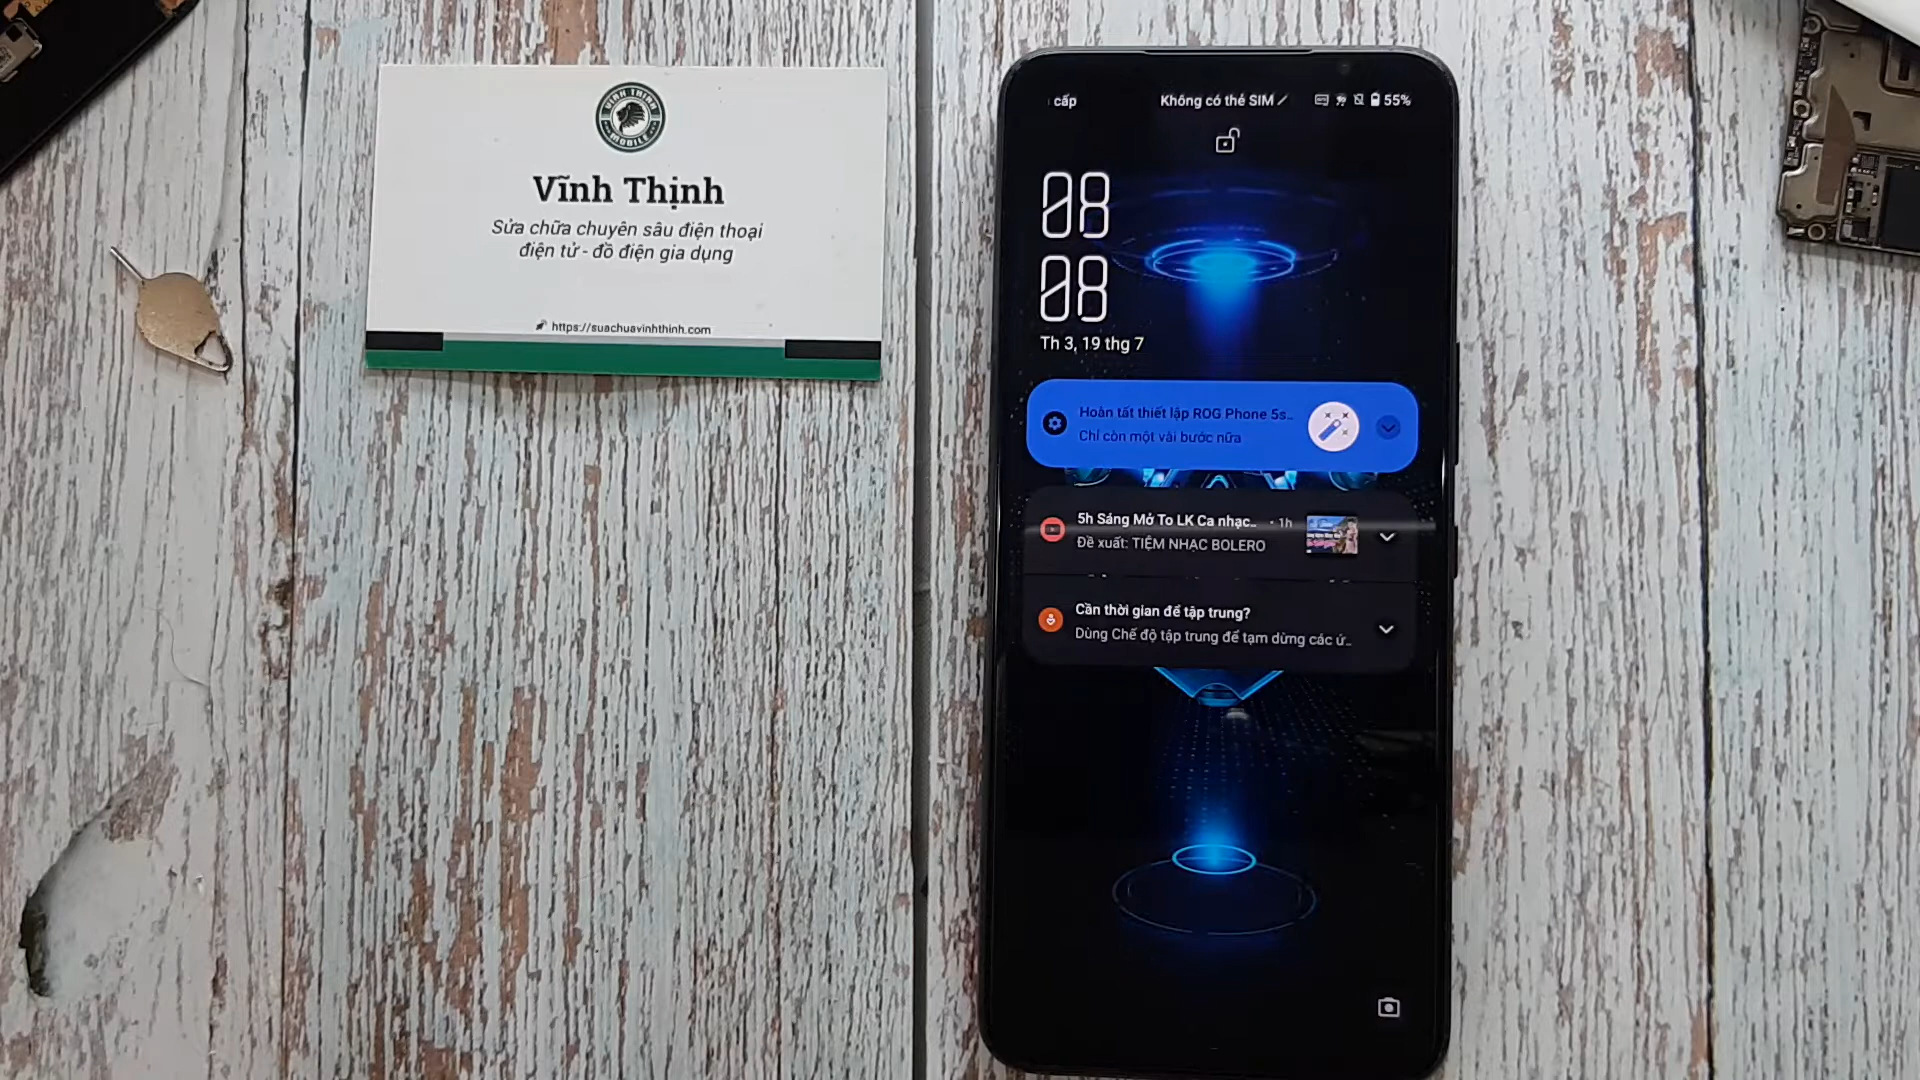 VĨNH THỊNH
MOBILE
Vĩnh Thịnh
Sửa chữa chuyên sâu điện thoại
điện tử - đồ điện gia dụng
https://suachuavinhthinh.com
cấp
Không có thẻ SIM
55%
08
08
Th 3, 19 thg 7
Hoàn tất thiết lập ROG Phone 5s..
Chỉ còn một vài bước nữa
5h Sáng Mở To LK Ca nhạc.. • 1h
Đề xuất: TIỆM NHẠC BOLERO
Cần thời gian để tập trung?
Dùng Chế độ tập trung để tạm dừng các ứ..